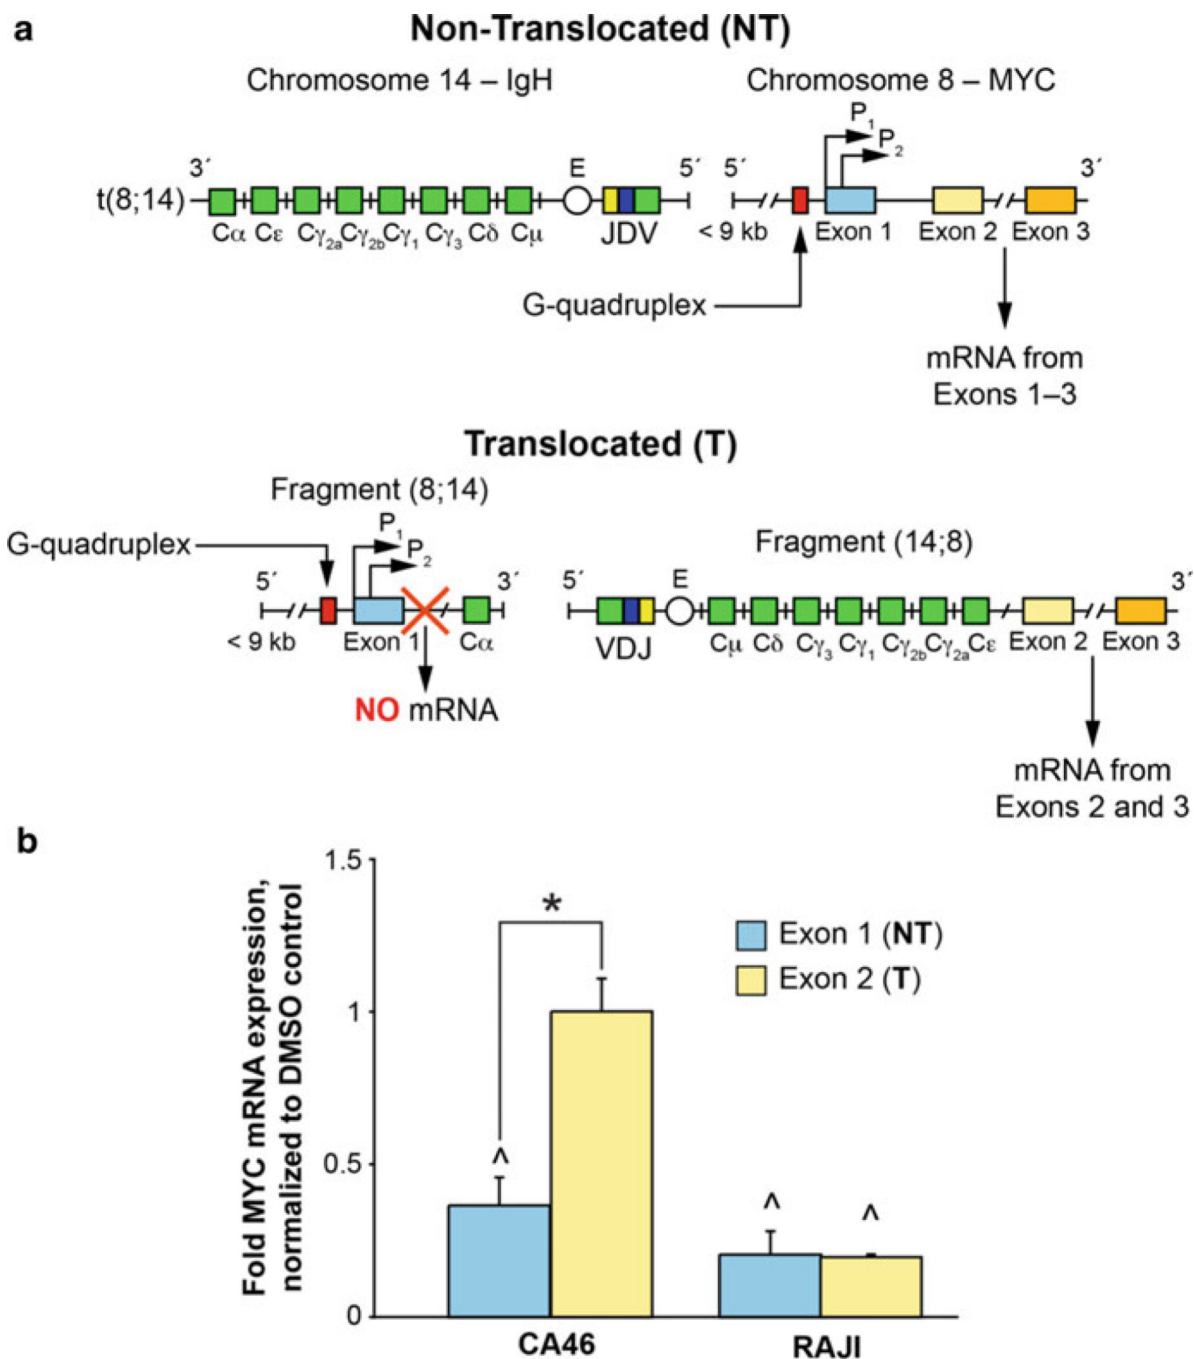 a
Non-Translocated (NT)
Chromosome 14 – IgH
Chromosome 8 – MYC
P1
P2
3´
E
5´
5´
3´
t(8;14)
Cα Cε Cγ2a Cγ2b Cγ1 Cγ3 Cδ Cμ
JDV
< 9 kb
Exon 1
Exon 2
Exon 3
G-quadruplex
mRNA from
Exons 1–3
Translocated (T)
Fragment (8;14)
G-quadruplex
P1
P2
5´
3´
< 9 kb
Exon 1
Cα
NO mRNA
Fragment (14;8)
5´
E
3´
VDJ
Cμ Cδ Cγ3 Cγ1 Cγ2b Cγ2a Cε
Exon 2
Exon 3
mRNA from
Exons 2 and 3
b
Fold MYC mRNA expression,
normalized to DMSO control
1.5
1
0.5
0
*
^
^
^
Exon 1 (NT)
Exon 2 (T)
CA46
RAJI